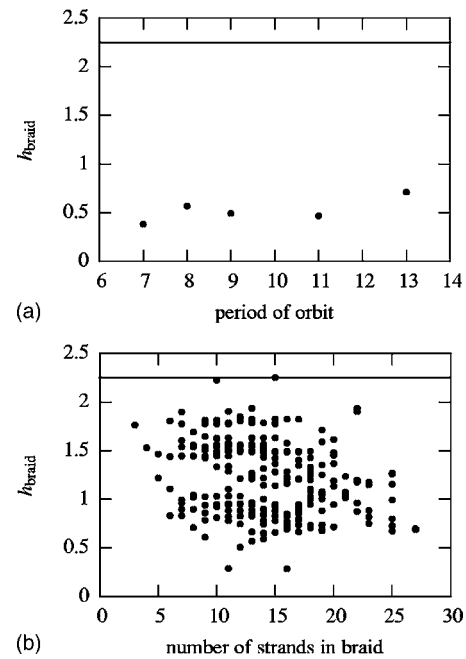 2.5
2
1.5
h_braid
1
0.5
0
6 7 8 9 10 11 12 13 14
(a)
period of orbit
2.5
2
1.5
h_braid
1
0.5
0
0 5 10 15 20 25 30
(b)
number of strands in braid